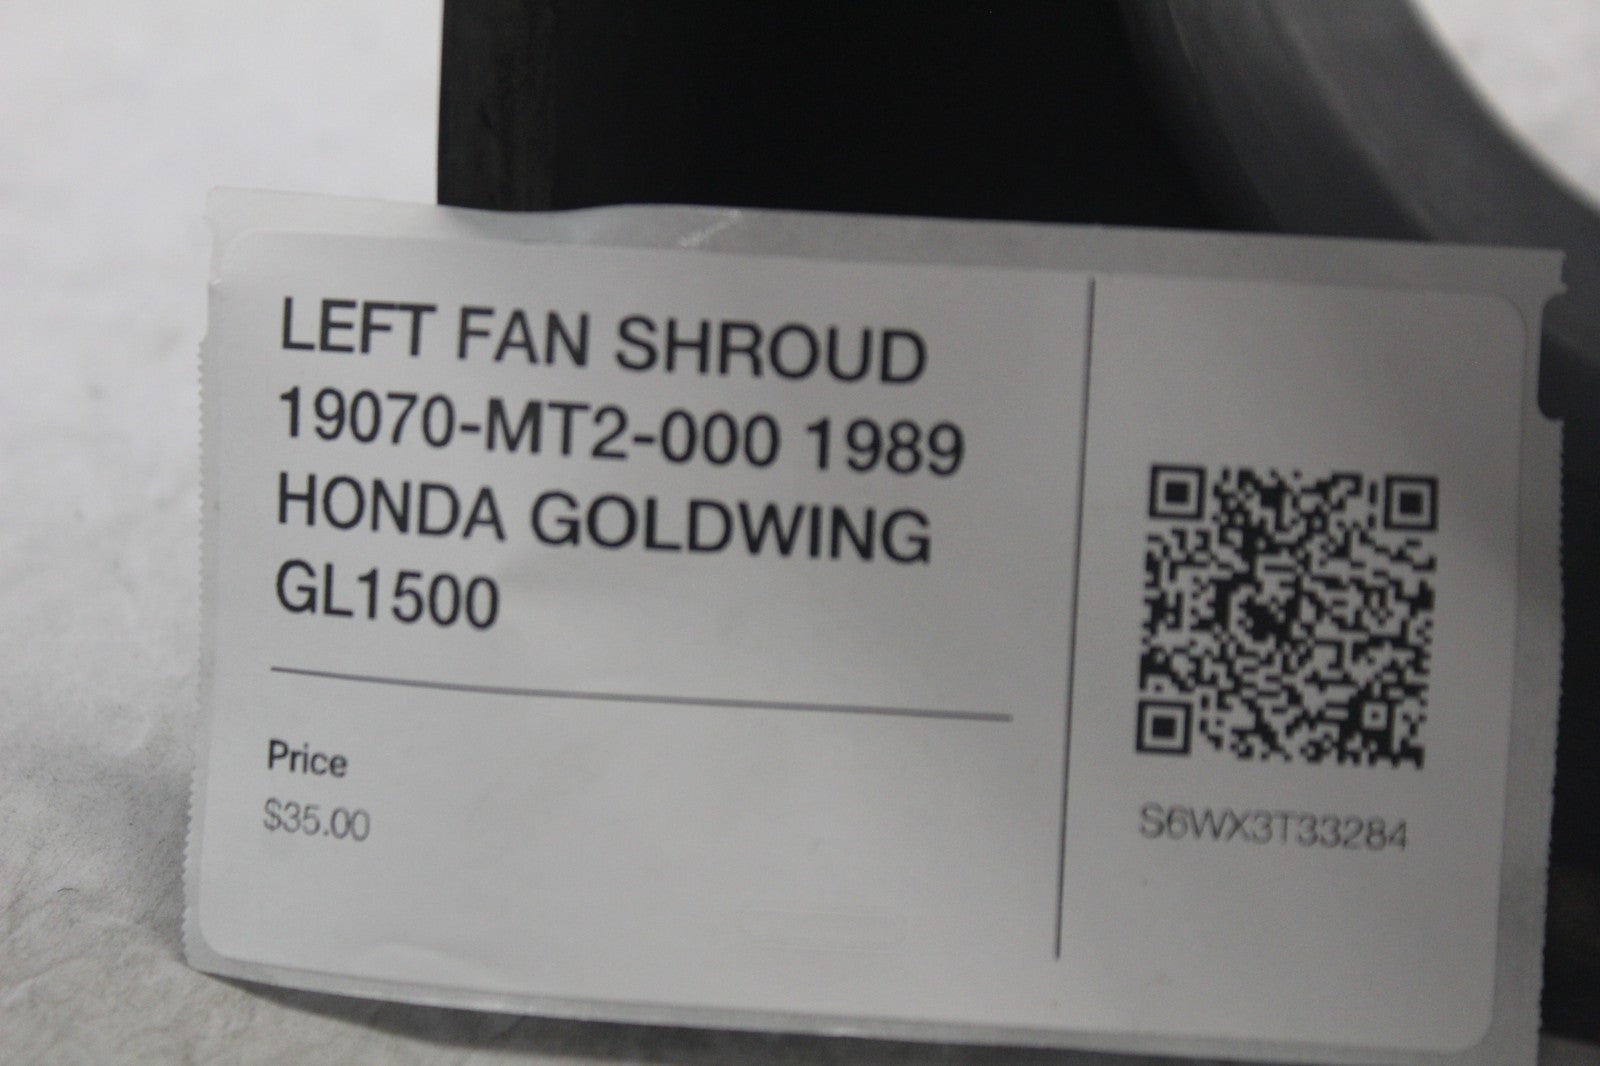 LEFT FAN SHROUD
19070-MT2-000 1989
HONDA GOLDWING
GL1500
Price
$35.00
S6WX3T33284